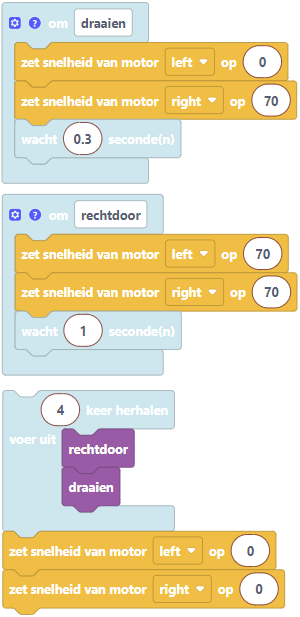 ? om draaien
zet snelheid van motor left op 0
zet snelheid van motor right op 70
wacht 0.3 seconde(n)
? om rechtdoor
zet snelheid van motor left op 70
zet snelheid van motor right op 70
wacht 1 seconde(n)
4 keer herhalen
voer uit rechtdoor
draaien
zet snelheid van motor left op 0
zet snelheid van motor right op 0